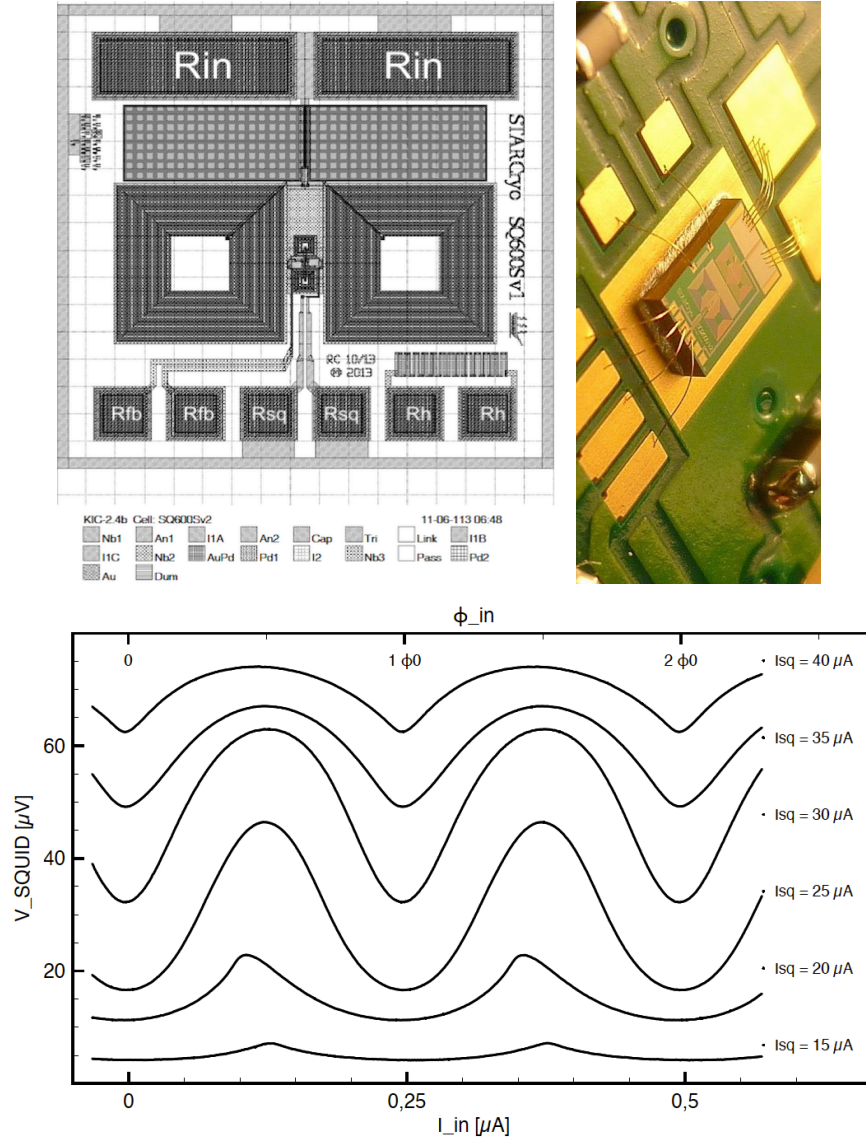 Rin Rin
STARCryo SQ600Sv1
RC 10/13
Ⓜ 2013
Rfb Rfb Rsq Rsq Rh Rh
KIC-2.4b Cell: SQ600Sv2 11-06-113 06:48
Nb1 An1 I1A An2 Cap Tri Link I1B
I1C Nb2 AuPd Pd1 I2 Nb3 Pass Pd2
Au Dum
ϕ_in
0 1 ϕ0 2 ϕ0
Isq = 40 µA
Isq = 35 µA
Isq = 30 µA
Isq = 25 µA
Isq = 20 µA
Isq = 15 µA
60
40
20
V_SQUID [µV]
0 0,25 0,5
I_in [µA]